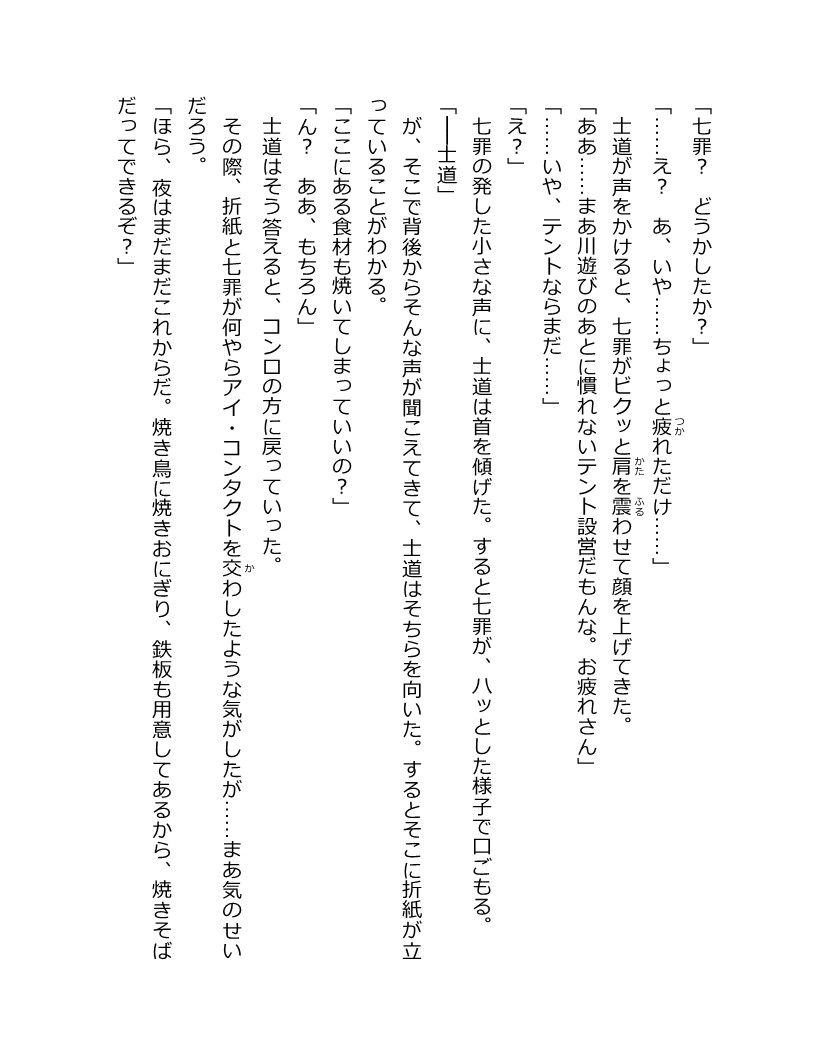 「七罪？　どうかしたか？」
「……え？　あ、いや……ちょっと疲れただけ……」
　士道が声をかけると、七罪がビクッと肩を震わせて顔を上げてきた。
「ああ……まあ川遊びのあとに慣れないテント設営だもんな。お疲れさん」
「……いや、テントならまだ……」
「え？」
　七罪の発した小さな声に、士道は首を傾げた。すると七罪が、ハッとした様子で口ごもる。
「――士道」
　が、そこで背後からそんな声が聞こえてきて、士道はそちらを向いた。するとそこに折紙が立
っていることがわかる。
「ここにある食材も焼いてしまっていいの？」
「ん？　ああ、もちろん」
　士道はそう答えると、コンロの方に戻っていった。
　その際、折紙と七罪が何やらアイ・コンタクトを交わしたような気がしたが……まあ気のせい
だろう。
「ほら、夜はまだまだこれからだ。焼き鳥に焼きおにぎり、鉄板も用意してあるから、焼きそば
だってできるぞ？」